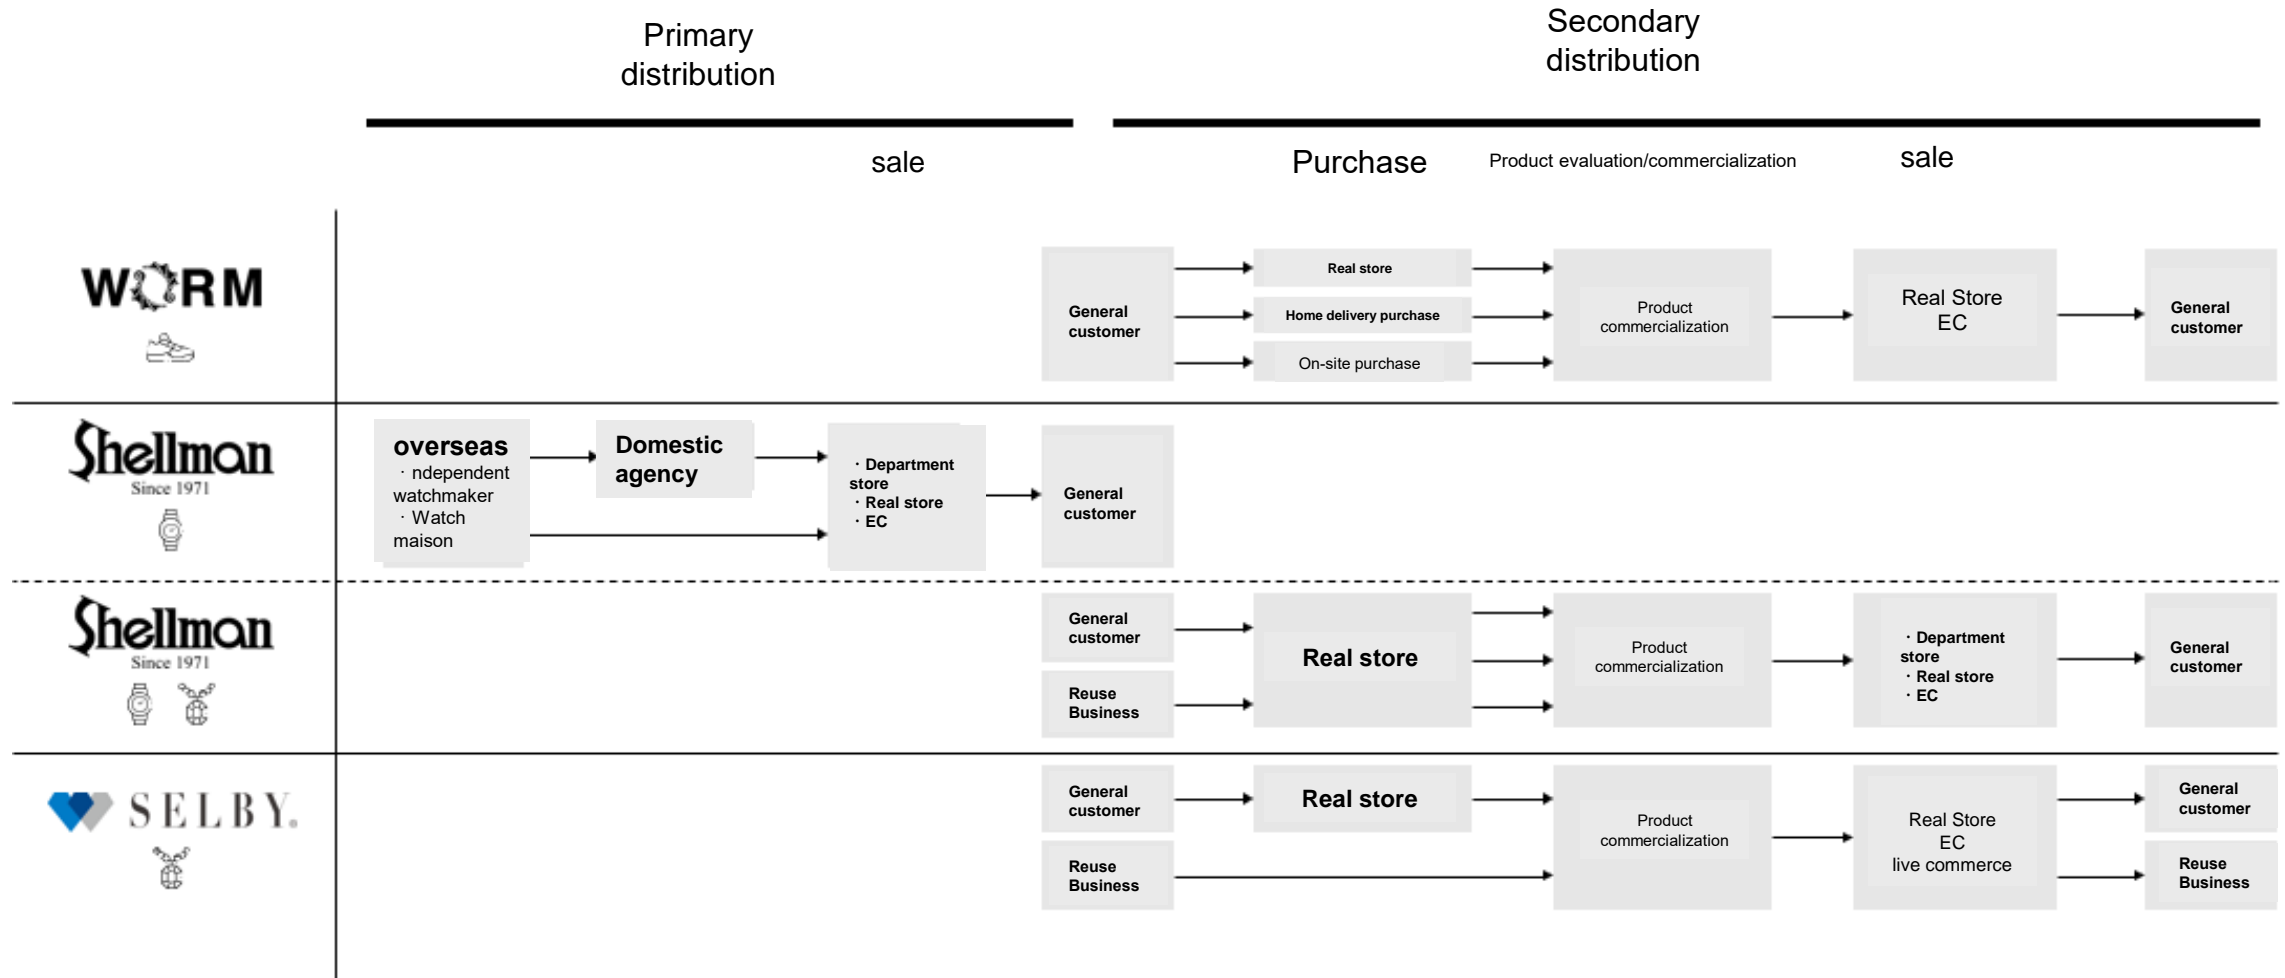 Primary
distribution
Secondary
distribution
sale
Purchase
Product evaluation/commercialization
sale
WORM
General
customer
Real store
Home delivery purchase
On-site purchase
Product
commercialization
Real Store
EC
General
customer
Shellman
Since 1971
overseas
・ndependent
watchmaker
・Watch
maison
Domestic
agency
・Department
store
・Real store
・EC
General
customer
Shellman
Since 1971
General
customer
Reuse
Business
Real store
Product
commercialization
・Department
store
・Real store
・EC
General
customer
SELBY.
General
customer
Reuse
Business
Real store
Product
commercialization
Real Store
EC
live commerce
General
customer
Reuse
Business